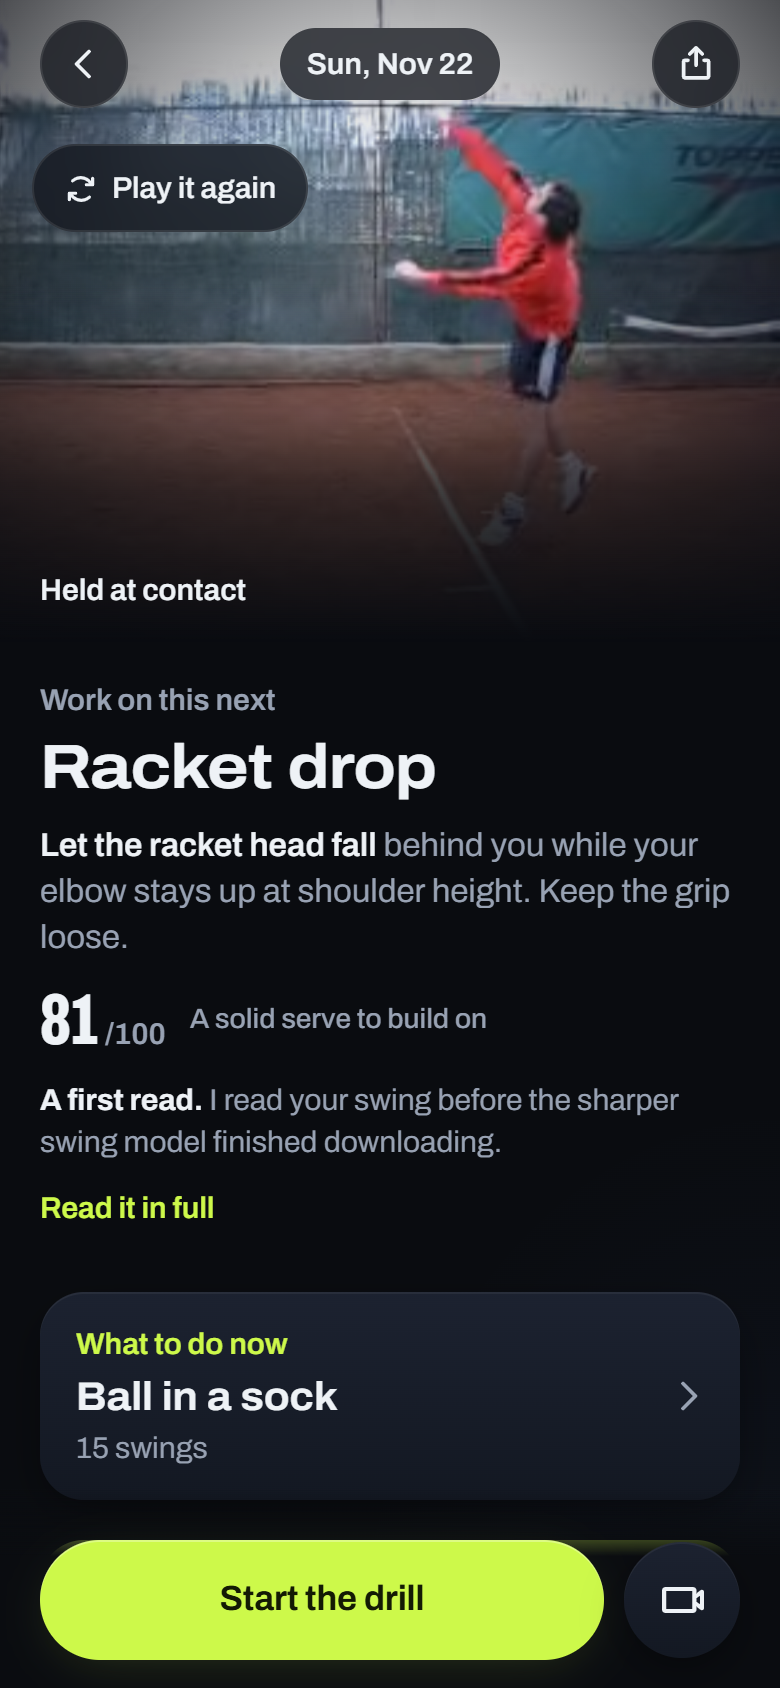 Sun, Nov 22
Play it again
Held at contact
Work on this next
Racket drop
Let the racket head fall behind you while your
elbow stays up at shoulder height. Keep the grip
loose.
81 /100 A solid serve to build on
A first read. I read your swing before the sharper
swing model finished downloading.
Read it in full
What to do now
Ball in a sock
15 swings
Start the drill